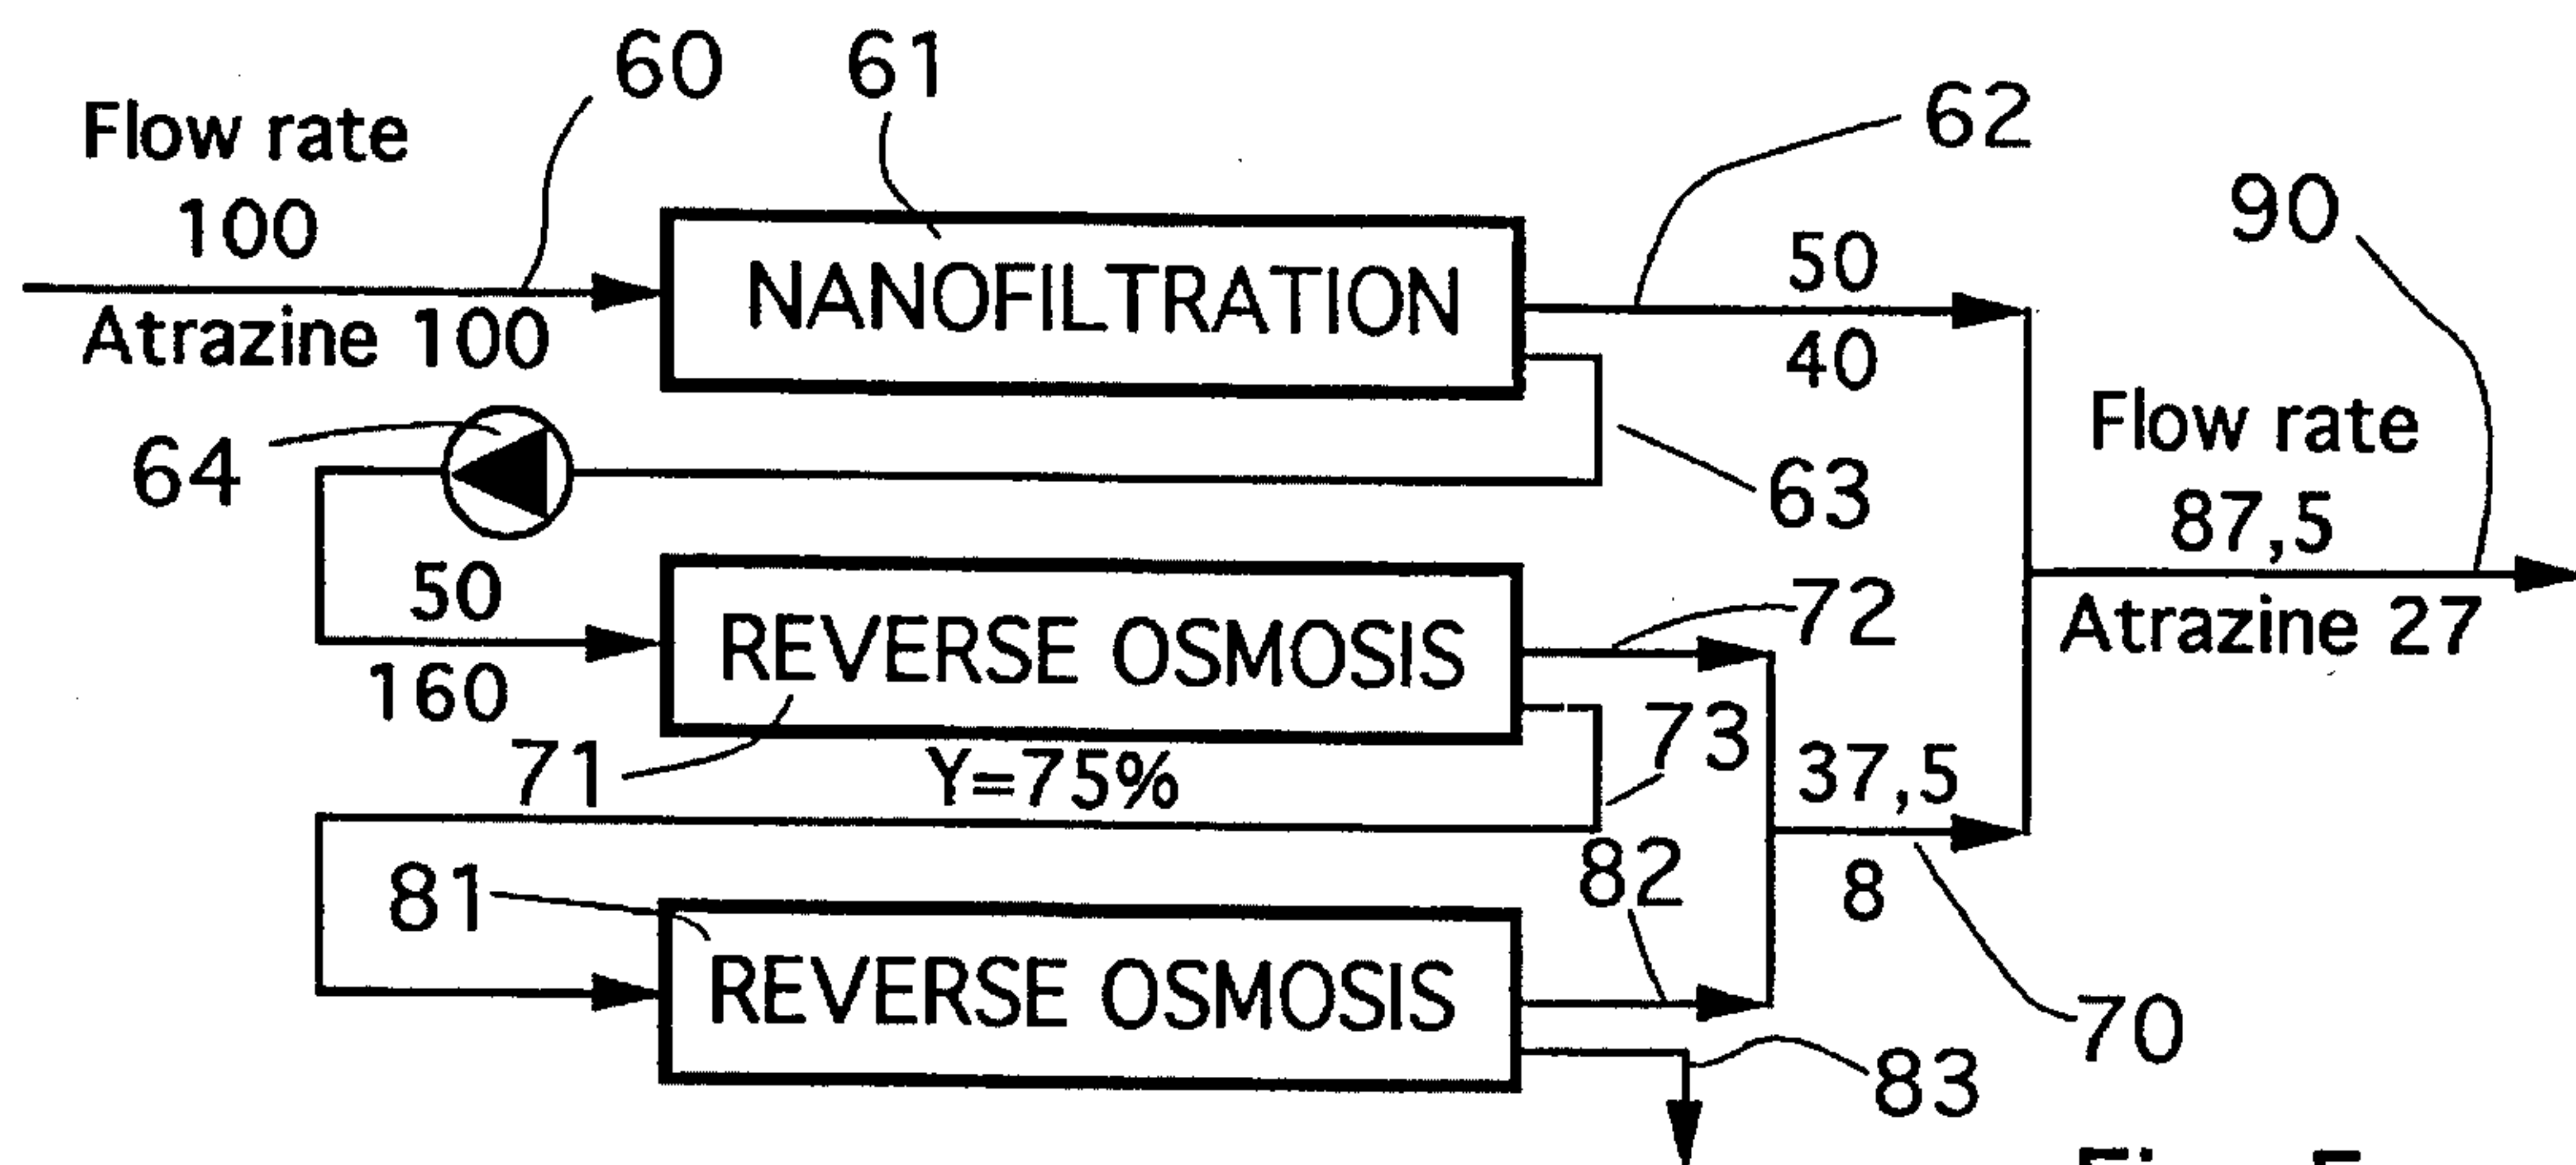 60
61
62
90
Flow rate
100
Atrazine 100
NANOFILTRATION
50
40
64
63
Flow rate
87,5
Atrazine 27
50
160
REVERSE OSMOSIS
72
71
Y=75%
73
37,5
8
81
82
REVERSE OSMOSIS
70
83